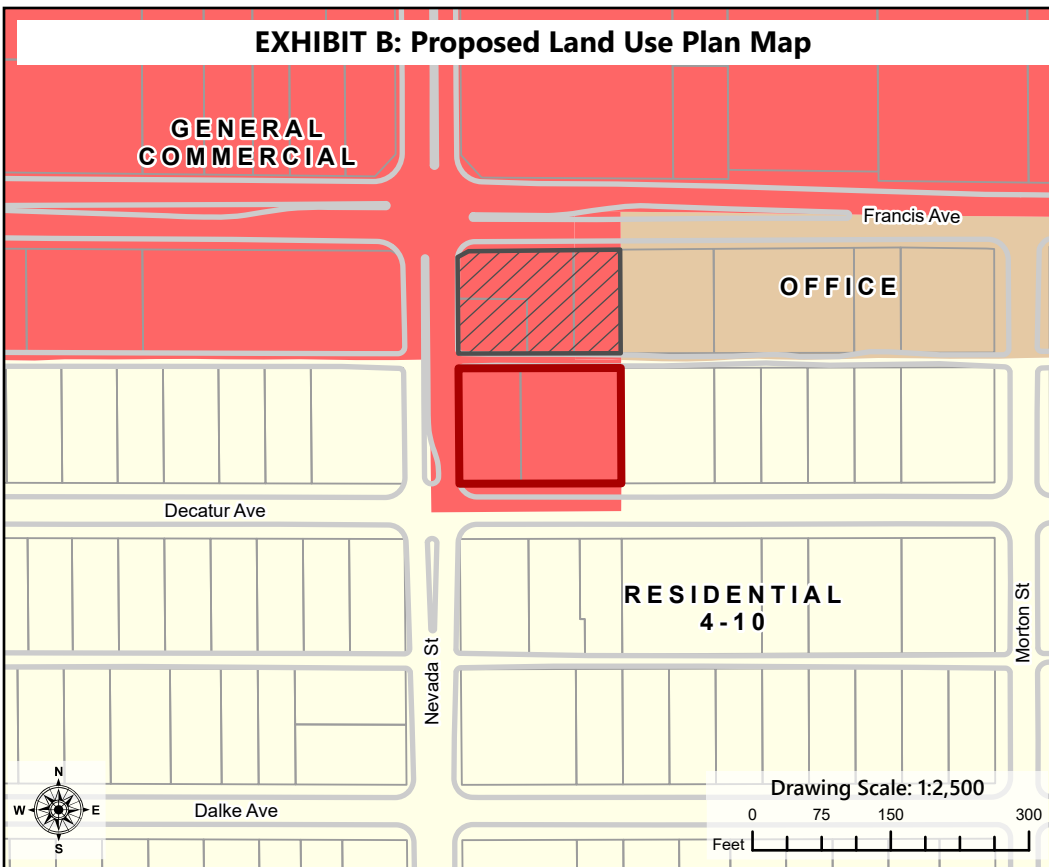 EXHIBIT B: Proposed Land Use Plan Map
GENERAL
COMMERCIAL
Francis Ave
OFFICE
Decatur Ave
RESIDENTIAL
4-10
Nevada St
Morton St
Dalke Ave
N
W
E
S
Drawing Scale: 1:2,500
0 75 150 300
Feet